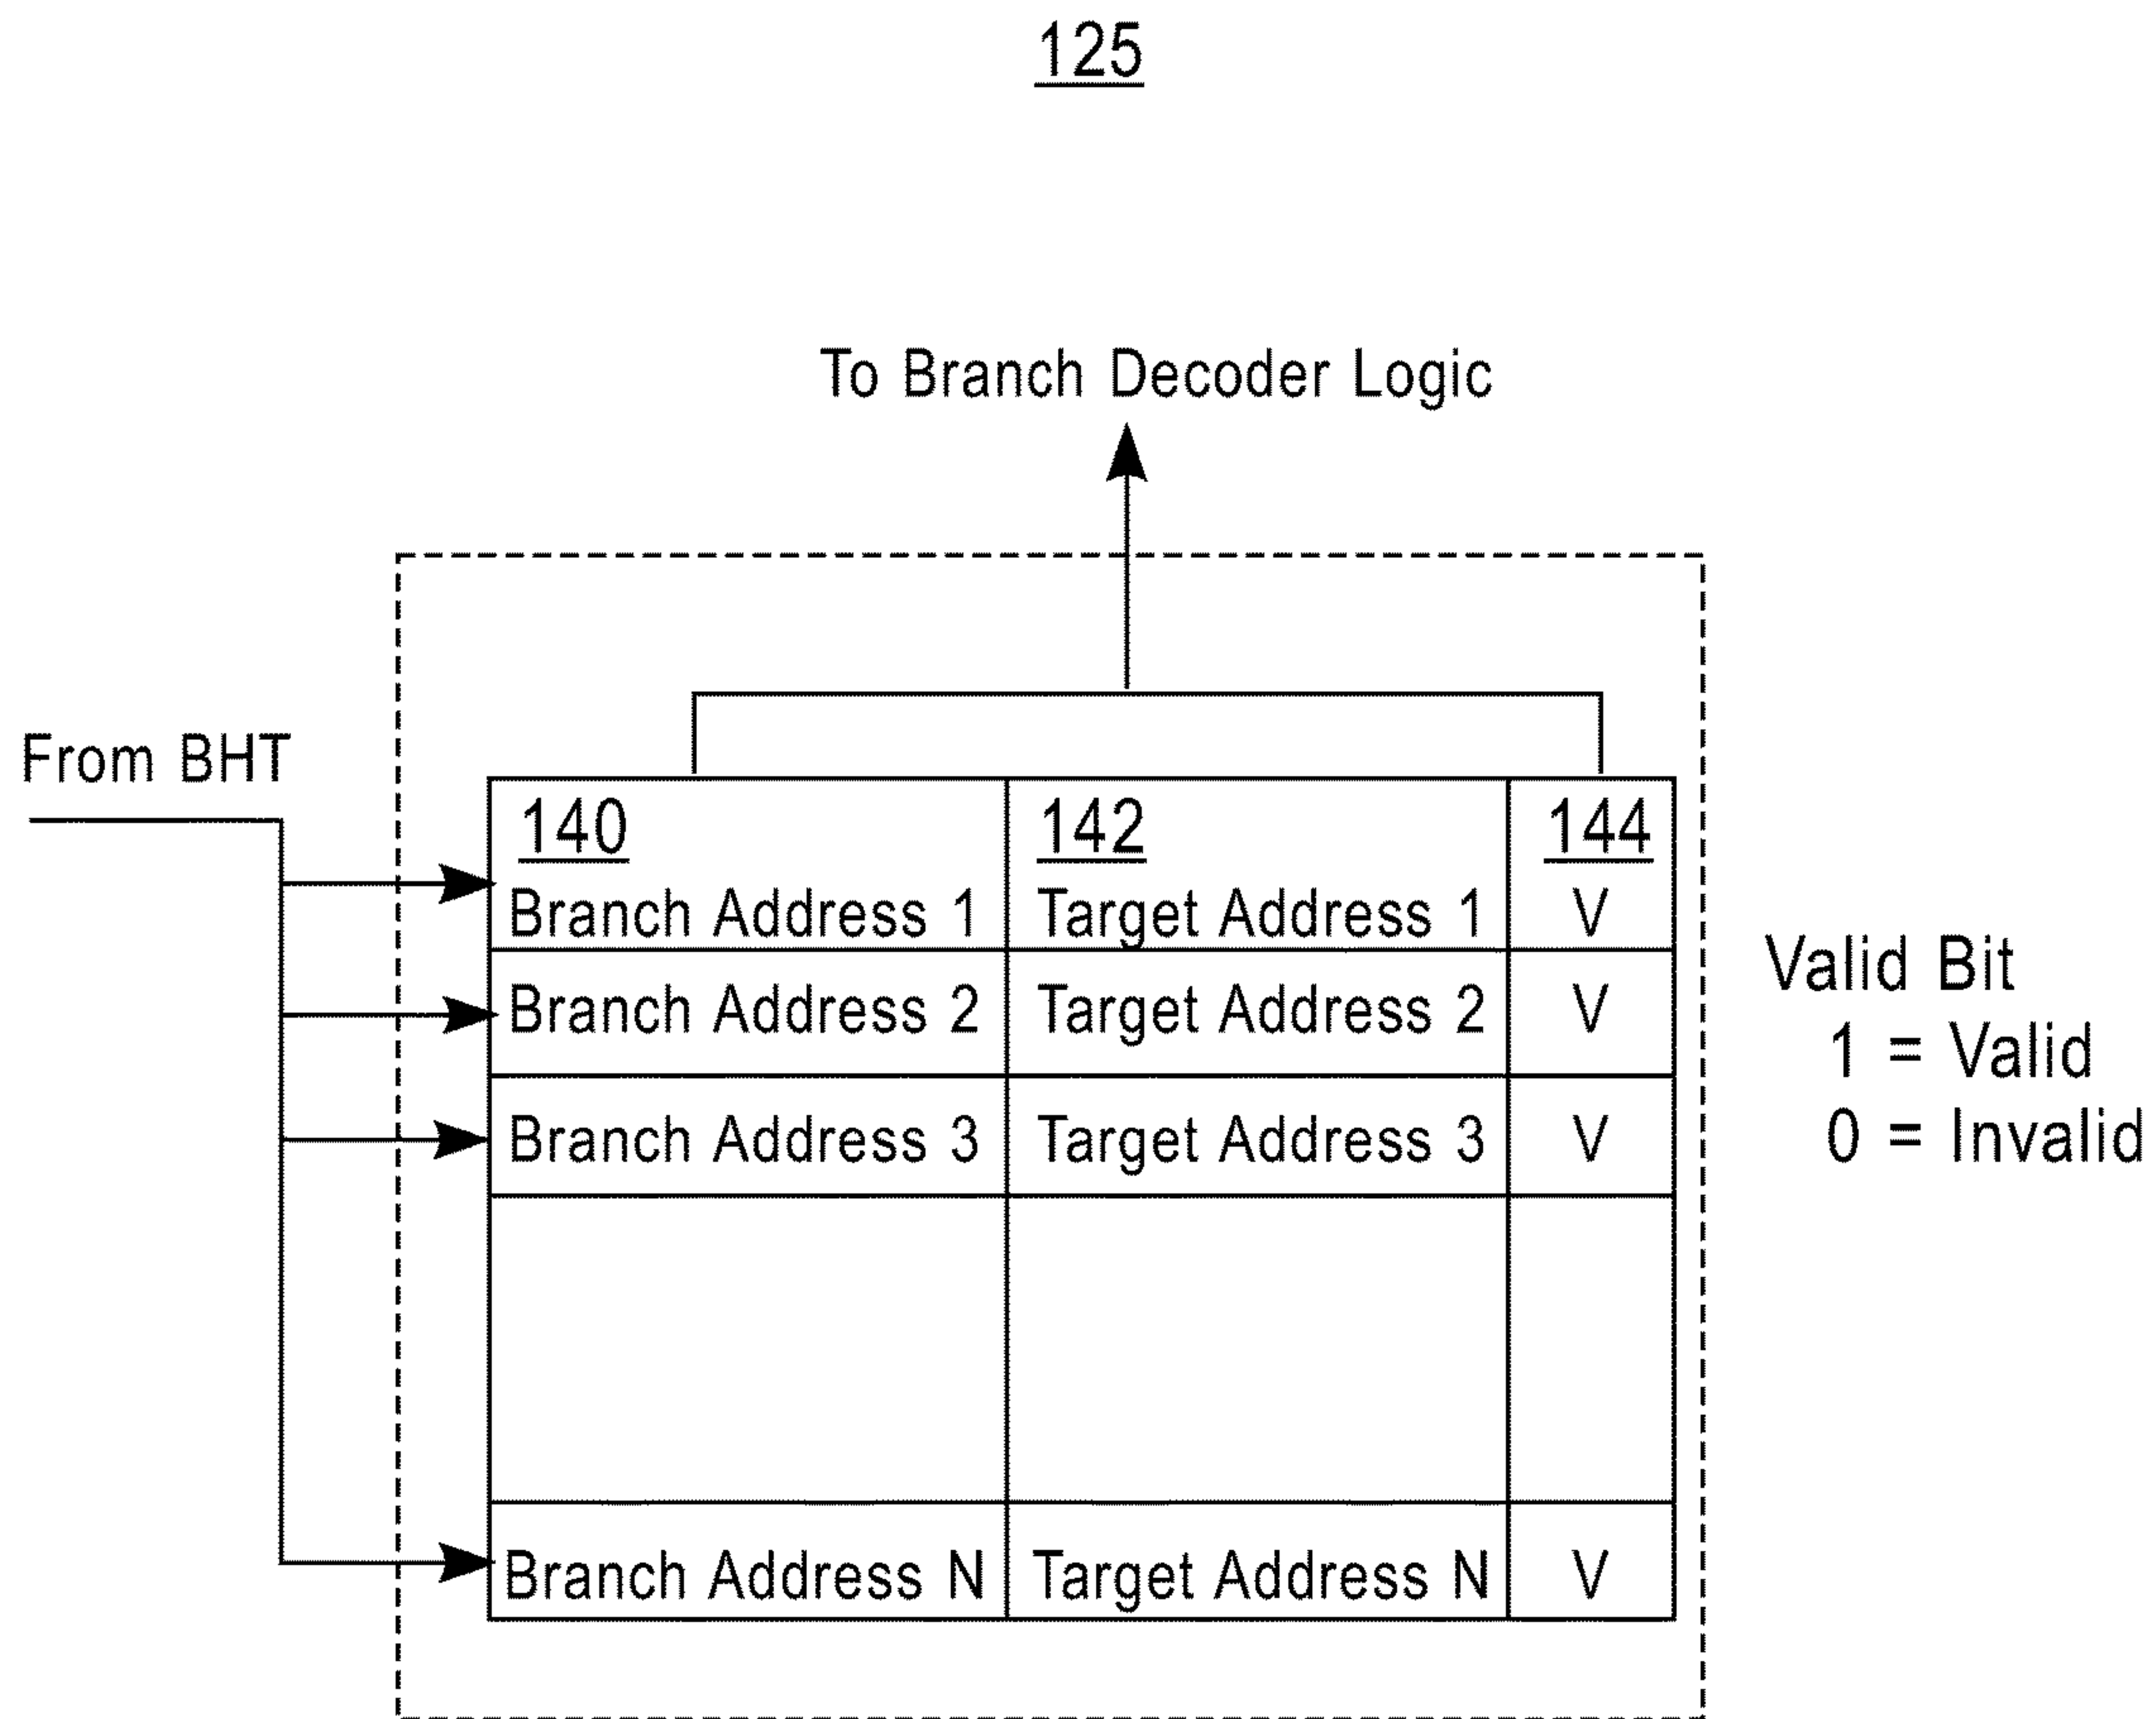 125
To Branch Decoder Logic
From BHT
140 142 144
Branch Address 1 Target Address 1 V
Branch Address 2 Target Address 2 V
Branch Address 3 Target Address 3 V
Branch Address N Target Address N V
Valid Bit
1 = Valid
0 = Invalid